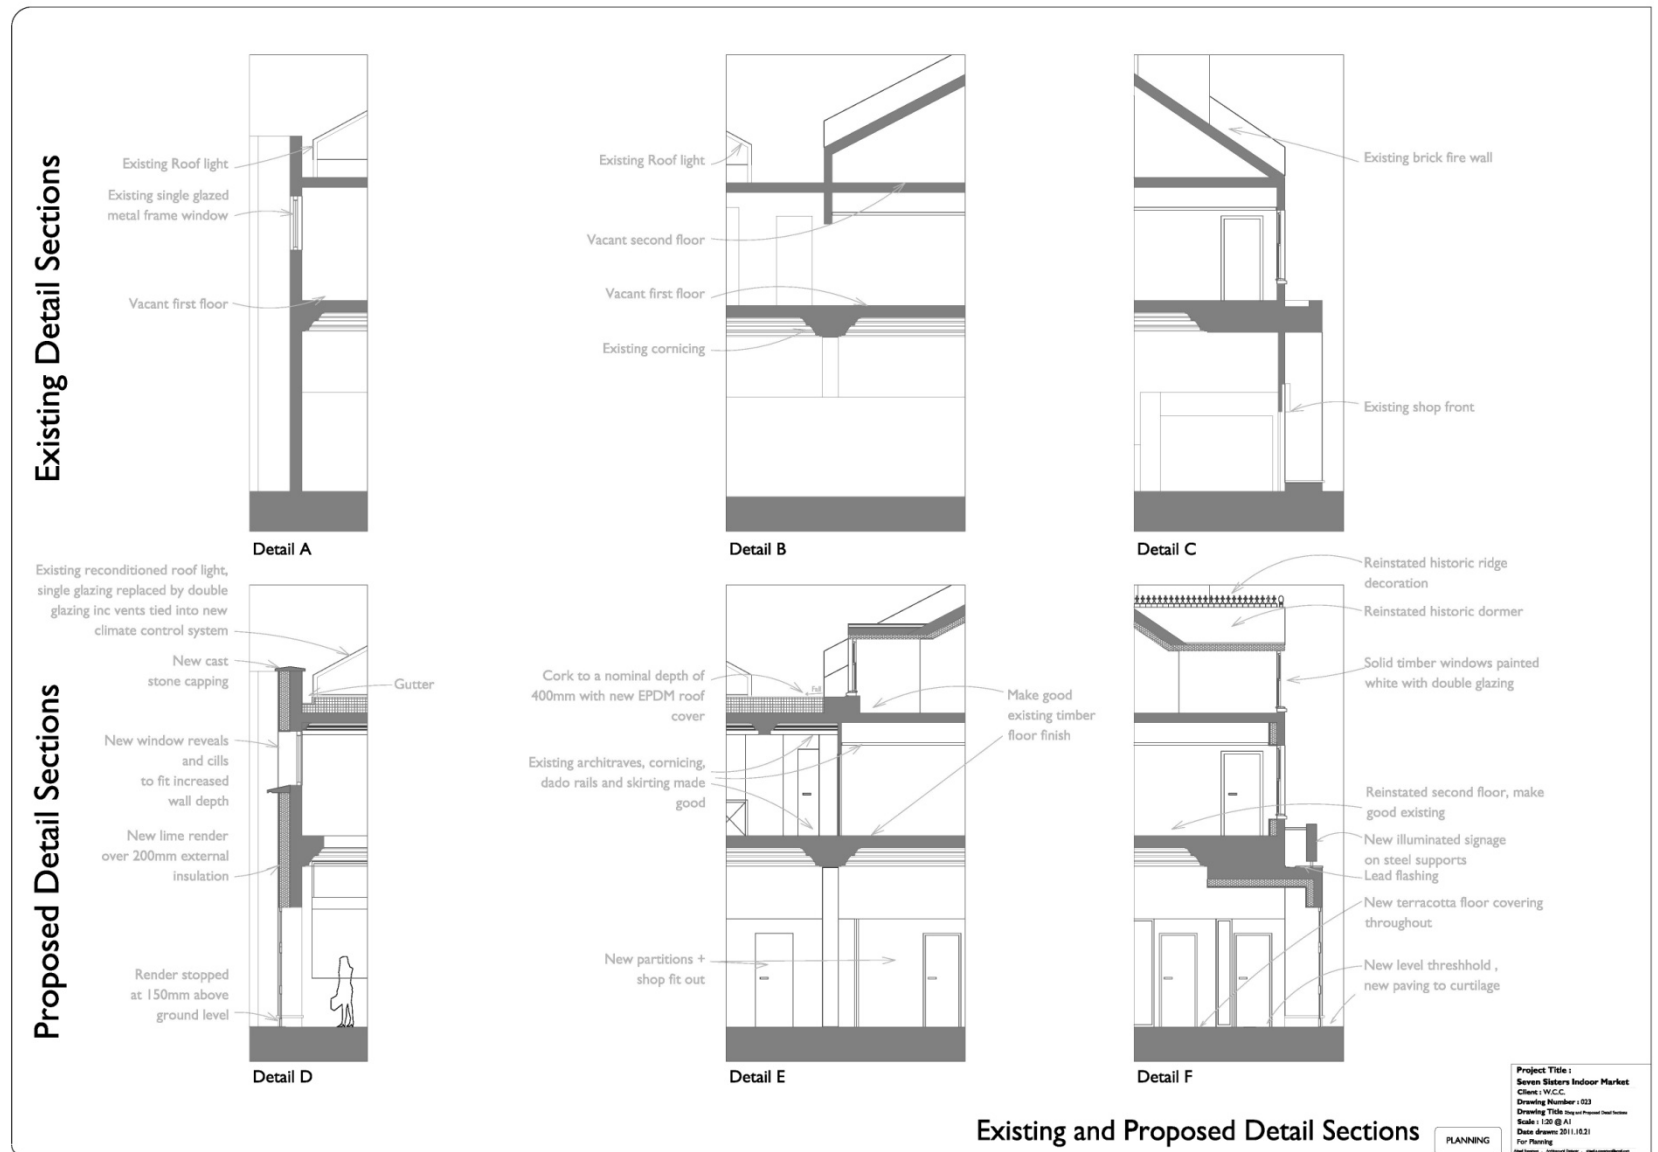 Existing Detail Sections
Existing Roof light
Existing single glazed
metal frame window
Vacant first floor
Detail A
Existing Roof light
Vacant second floor
Vacant first floor
Existing cornicing
Detail B
Existing brick fire wall
Existing shop front
Detail C
Proposed Detail Sections
Existing reconditioned roof light,
single glazing replaced by double
glazing inc vents tied into new
climate control system
New cast
stone capping
Gutter
New window reveals
and cills
to fit increased
wall depth
New lime render
over 200mm external
insulation
Render stopped
at 150mm above
ground level
Detail D
Cork to a nominal depth of
400mm with new EPDM roof
cover
Fall
Existing architraves, cornicing,
dado rails and skirting made
good
Make good
existing timber
floor finish
New partitions +
shop fit out
Detail E
Reinstated historic ridge
decoration
Reinstated historic dormer
Solid timber windows painted
white with double glazing
Reinstated second floor, make
good existing
New illuminated signage
on steel supports
Lead flashing
New terracotta floor covering
throughout
New level threshhold ,
new paving to curtilage
Detail F
Existing and Proposed Detail Sections
PLANNING
Project Title :
Seven Sisters Indoor Market
Client : W.C.C.
Drawing Number : 023
Drawing Title and Proposed Detail Sections
Scale : 1:20 @ A1
Date drawn: 2011.10.21
For Planning